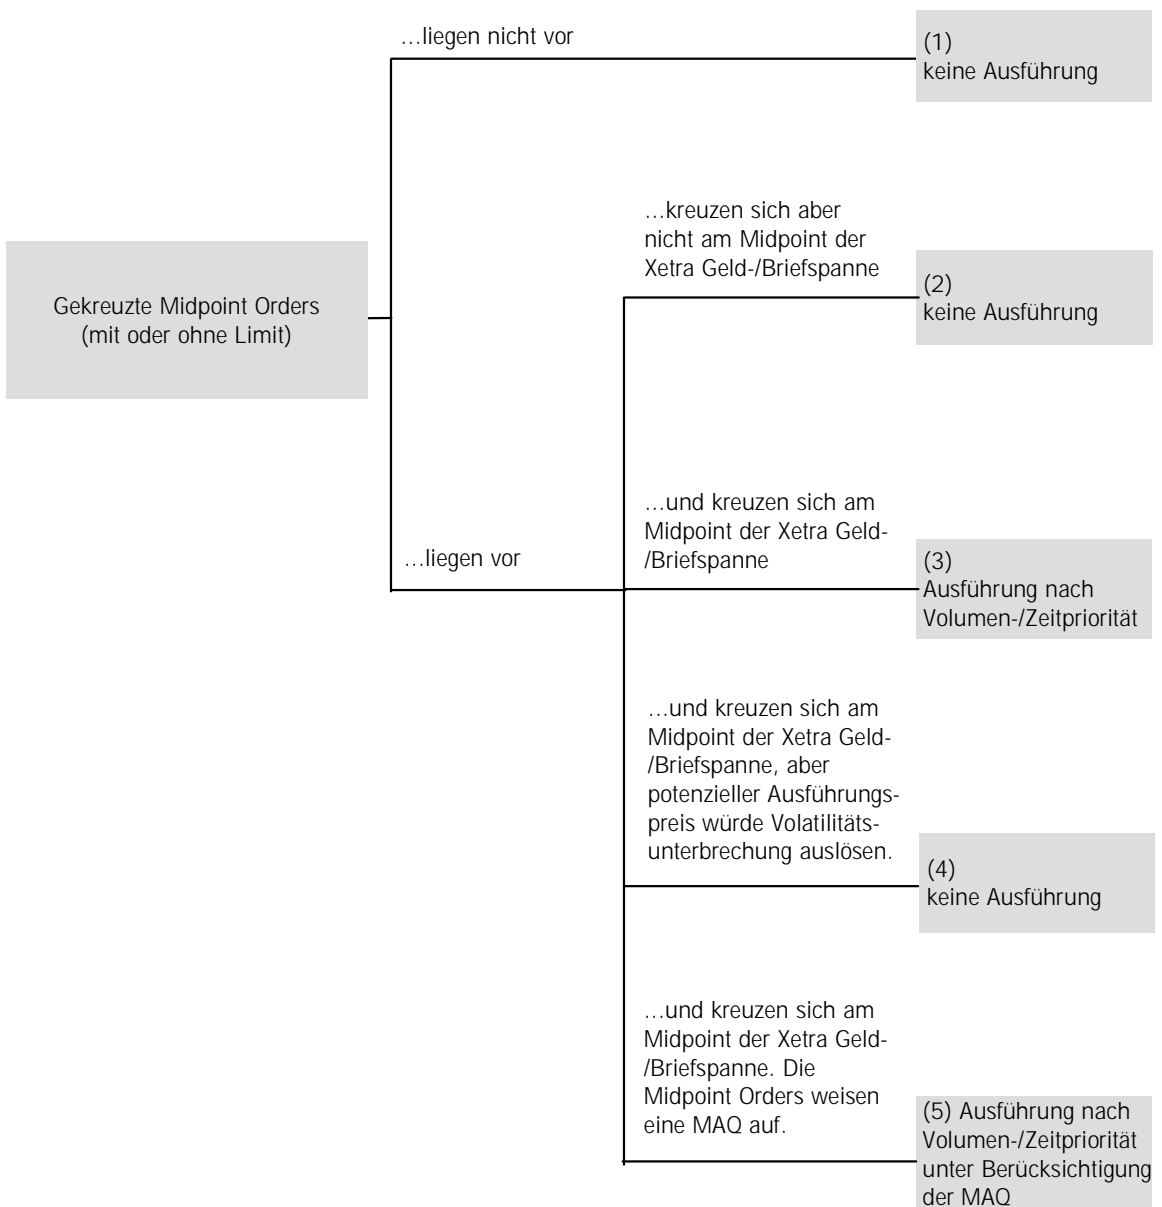 …liegen nicht vor
(1)
keine Ausführung
…kreuzen sich aber
nicht am Midpoint der
Xetra Geld-/Briefspanne
(2)
keine Ausführung
Gekreuzte Midpoint Orders
(mit oder ohne Limit)
…und kreuzen sich am
Midpoint der Xetra Geld-
/Briefspanne
…liegen vor
(3)
Ausführung nach
Volumen-/Zeitpriorität
…und kreuzen sich am
Midpoint der Xetra Geld-
/Briefspanne, aber
potenzieller Ausführungs-
preis würde Volatilitäts-
unterbrechung auslösen.
(4)
keine Ausführung
…und kreuzen sich am
Midpoint der Xetra Geld-
/Briefspanne. Die
Midpoint Orders weisen
eine MAQ auf.
(5) Ausführung nach
Volumen-/Zeitpriorität
unter Berücksichtigung
der MAQ